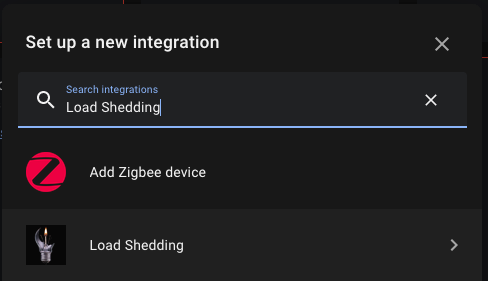 Set up a new integration
Search integrations
Load Shedding
Add Zigbee device
Load Shedding